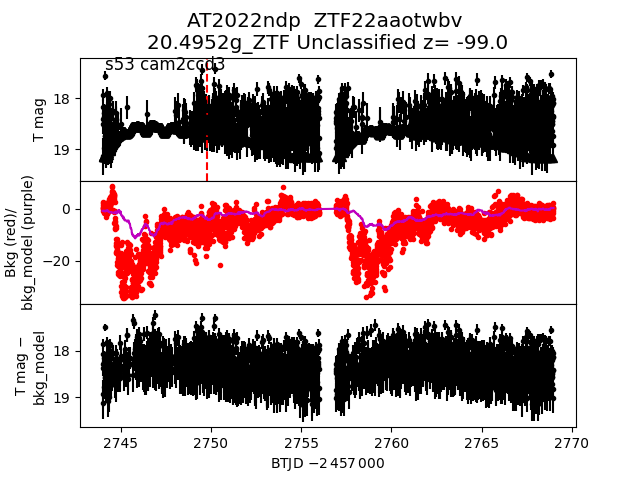 AT2022ndp  ZTF22aaotwbv
20.4952g_ZTF Unclassified z= -99.0
s53 cam2ccd3
T mag
18
19
Bkg (red)/
bkg_model (purple)
0
−20
T mag −
bkg_model
18
19
2745
2750
2755
2760
2765
2770
BTJD −2 457 000